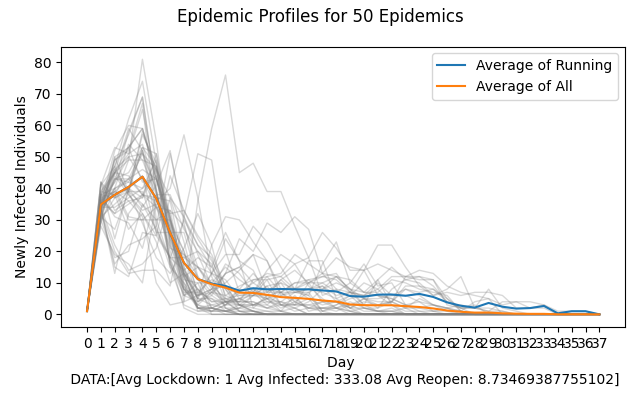 Epidemic Profiles for 50 Epidemics
Average of Running
Average of All
80
70
60
50
40
30
20
10
0
Newly Infected Individuals
0 1 2 3 4 5 6 7 8 9 10 11 12 13 14 15 16 17 18 19 20 21 22 23 24 25 26 27 28 29 30 31 32 33 34 35 36 37
Day
DATA:[Avg Lockdown: 1 Avg Infected: 333.08 Avg Reopen: 8.73469387755102]